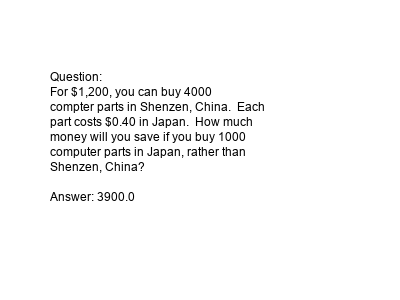 Question:
For $1,200, you can buy 4000
compter parts in Shenzen, China.  Each
part costs $0.40 in Japan.  How much
money will you save if you buy 1000
computer parts in Japan, rather than
Shenzen, China?

Answer: 3900.0